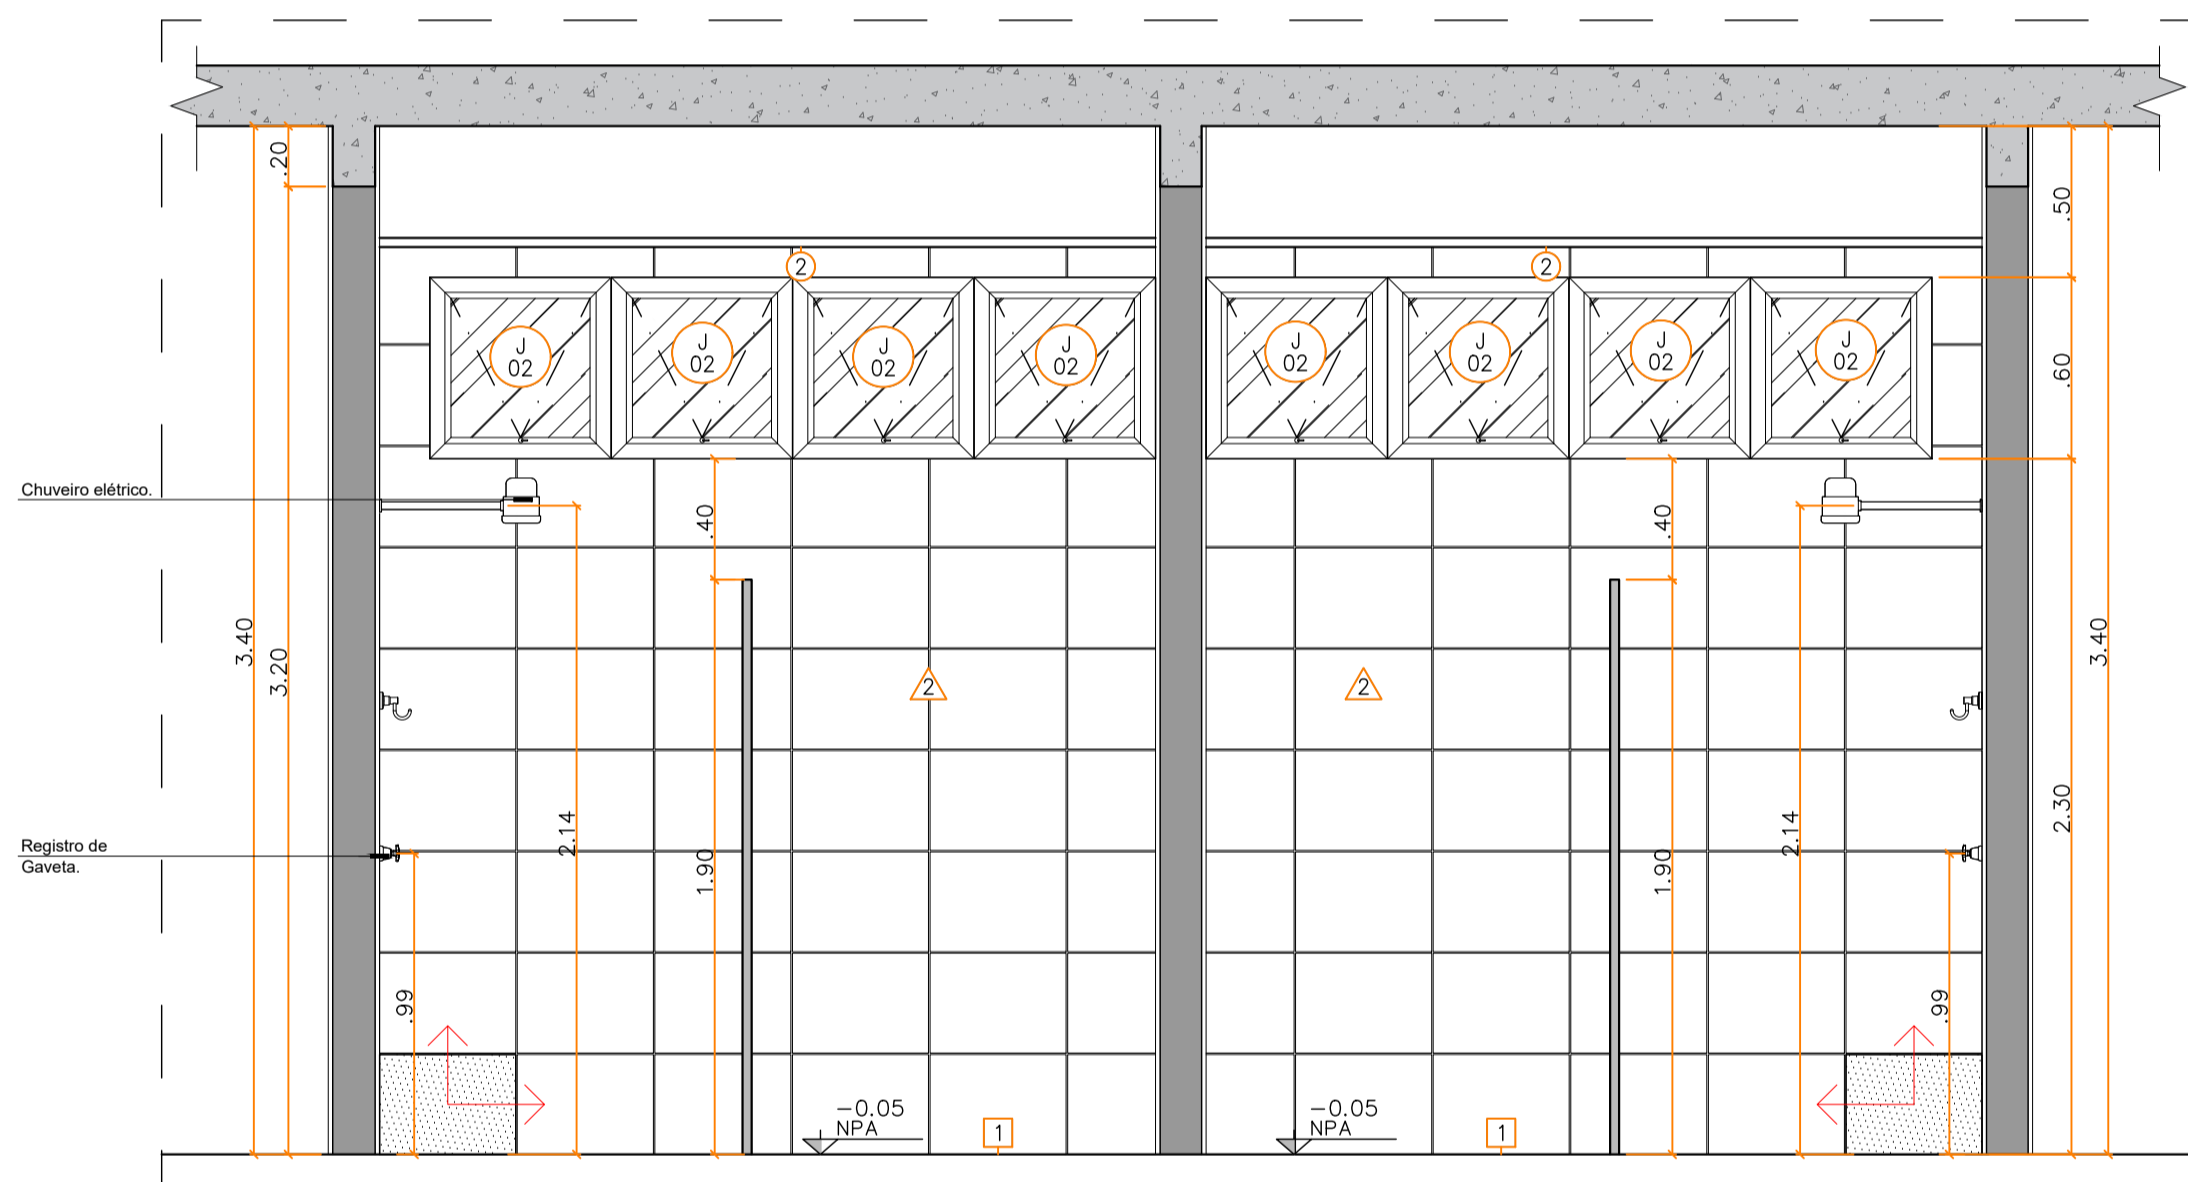 .20
.50
2
2
J
02
J
02
J
02
J
02
J
02
J
02
J
02
J
02
.60
Chuveiro elétrico.
.40
.40
3.40
3.20
3.40
2
2
2.14
2.14
2.30
Registro de
Gaveta.
1.90
1.90
.99
.99
-0.05
NPA
1
-0.05
NPA
1